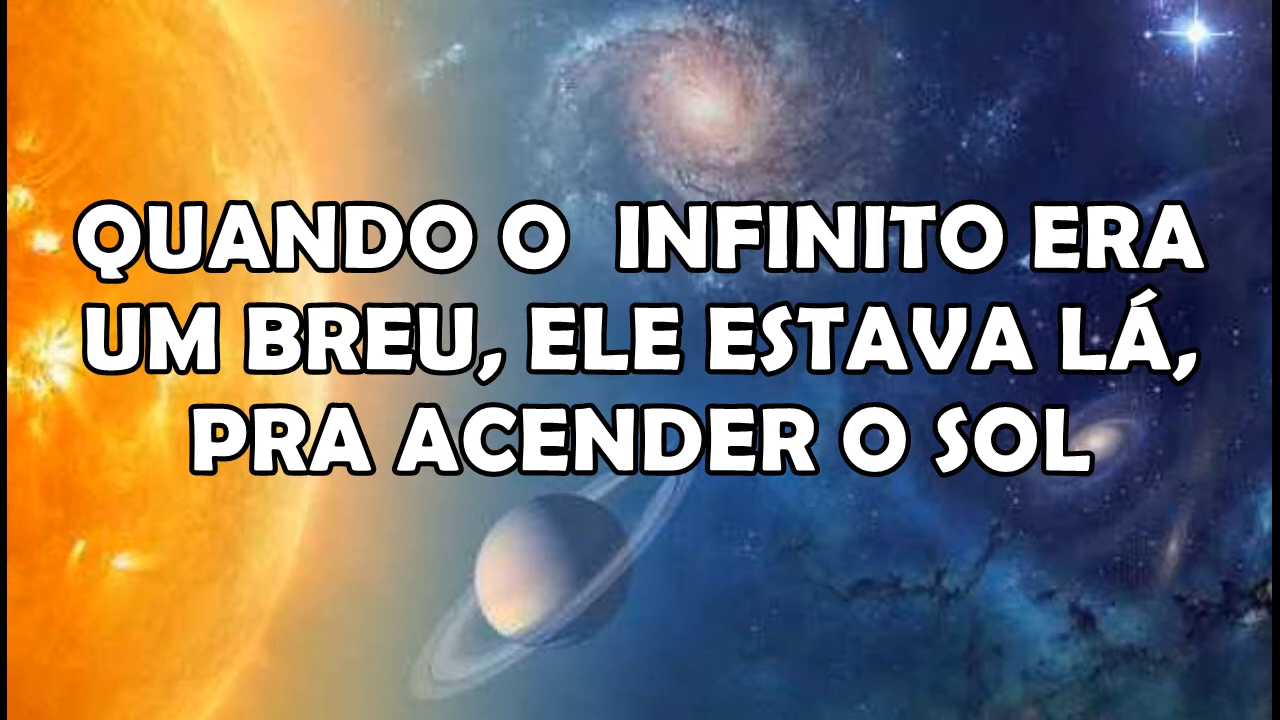 QUANDO O  INFINITO ERA
UM BREU, ELE ESTAVA LÁ,
PRA ACENDER O SOL